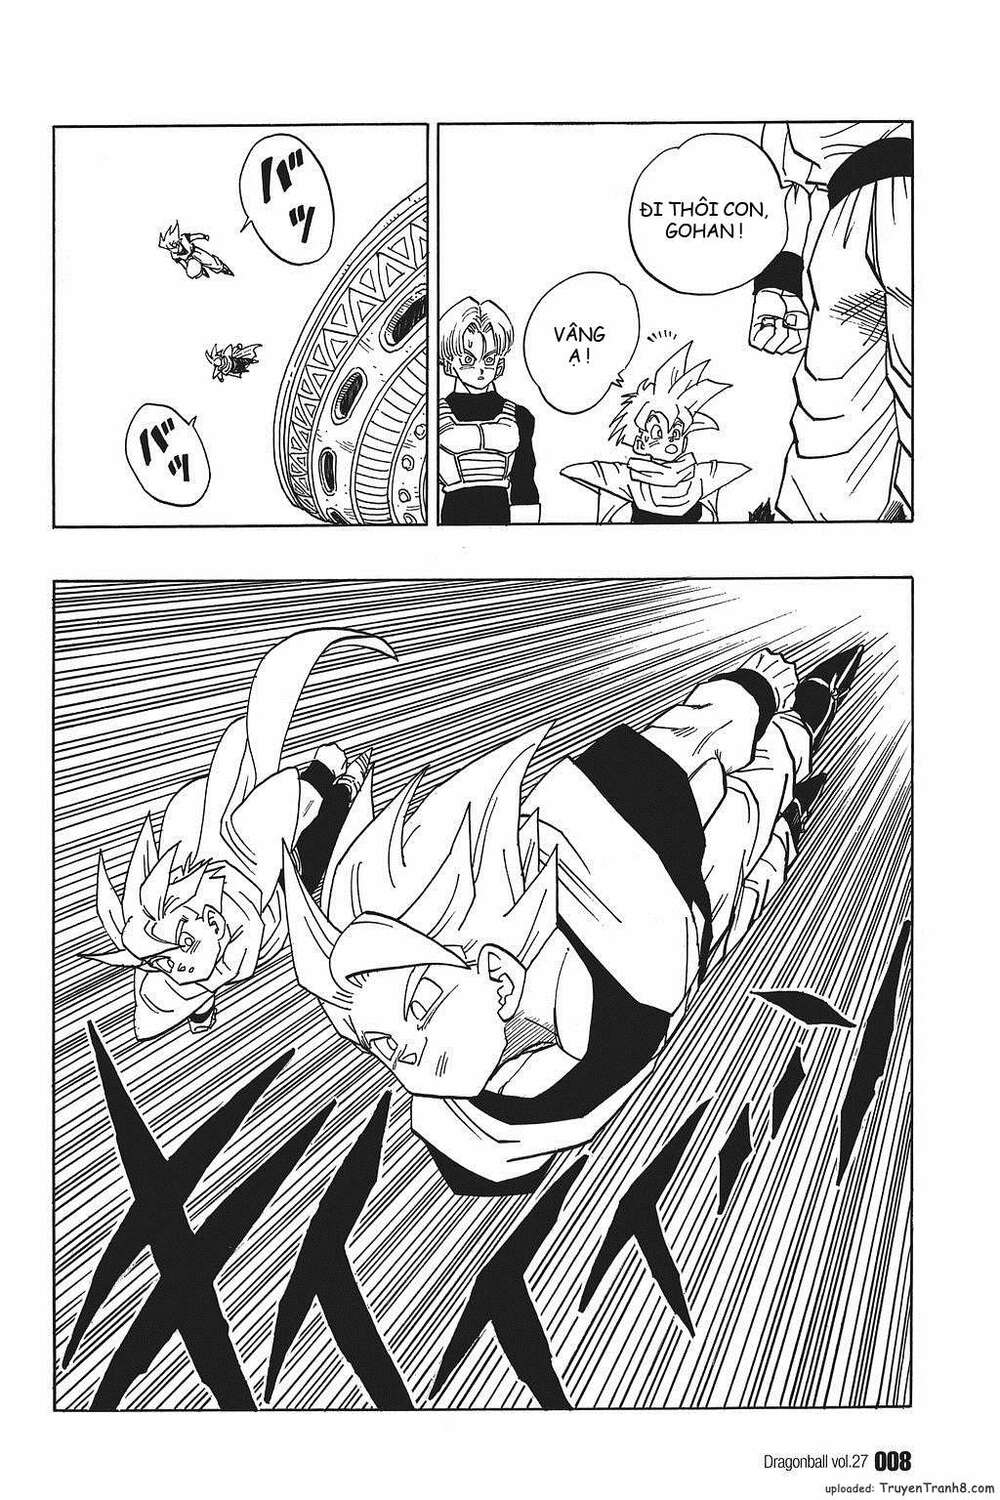 ĐI THÔI CON,
GOHAN!
VÂNG
Ạ!
バッ
バッ
Dragonball vol.27 008
uploaded: TruyenTranh8.com